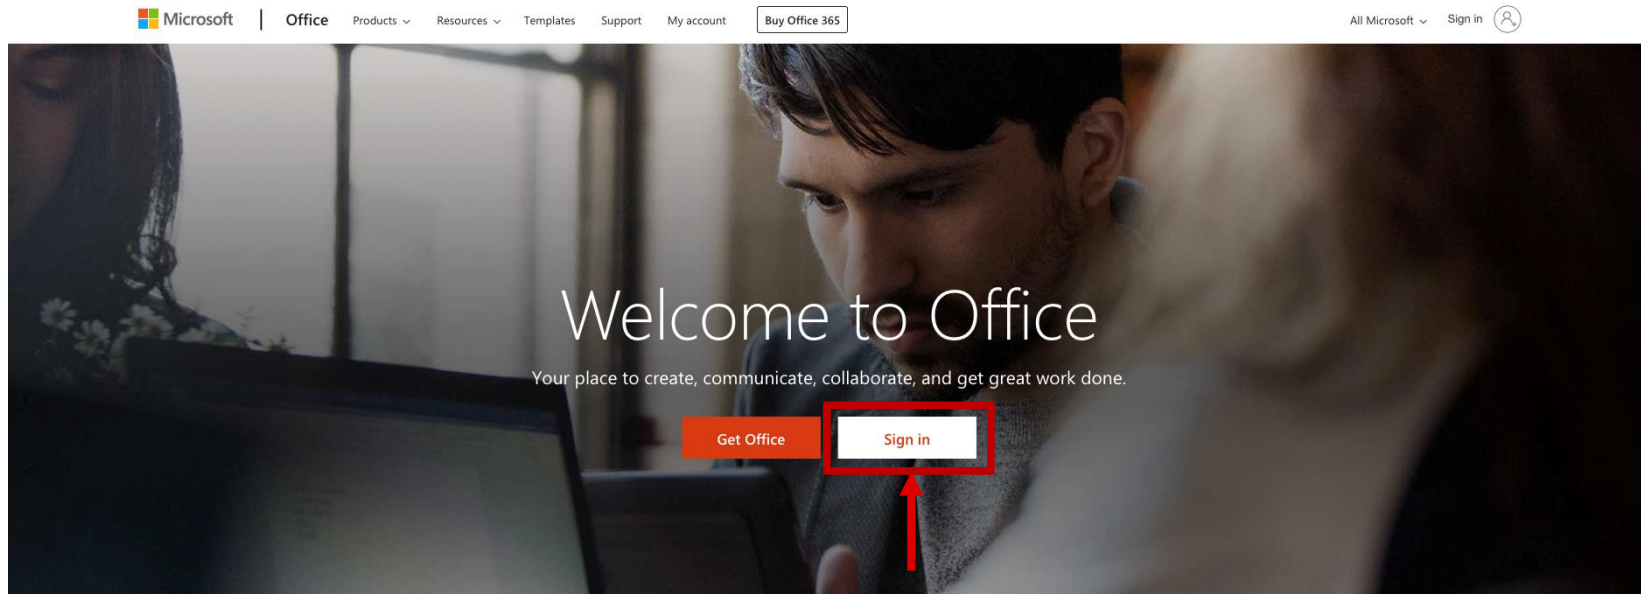 Microsoft Office Products Resources Templates Support My account Buy Office 365 All Microsoft Sign in
Welcome to Office
Your place to create, communicate, collaborate, and get great work done.
Get Office Sign in